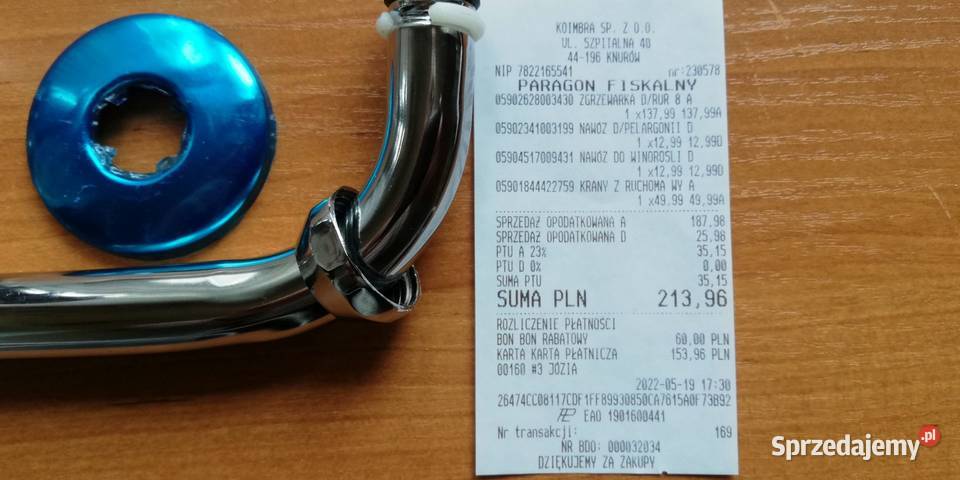 KOIMBRA SP. Z O.O.
UL. SZPITALNA 40
44-196 KNURÓW
NIP 7822165541 nr:230578
PARAGON FISKALNY
05902628003430 ZGRZEWARKA D/RUR 8 A
1 x137,99 137,99A
05902341003199 NAWÓZ D/PELARGONII D
1 x12,99 12,99D
05904517009431 NAWÓZ DO WINOROŚLI D
1 x12,99 12,99D
05901844422759 KRANY Z RUCHOMA WY A
1 x49,99 49,99A
SPRZEDAŻ OPODATKOWANA A 187,98
SPRZEDAŻ OPODATKOWANA D 25,98
PTU A 23% 35,15
PTU D 0% 0,00
SUMA PTU 35,15
SUMA PLN 213,96
ROZLICZENIE PŁATNOŚCI
BON BON RABATOWY 60,00 PLN
KARTA KARTA PŁATNICZA 153,96 PLN
00160 #3 JÓZIA
2022-05-19 17:30
26474CC08117CDF1FF89930850CA7615A0F73B92
EAO 1901600441
Nr transakcji: 169
NR BDO: 000032034
DZIĘKUJEMY ZA ZAKUPY
Sprzedajemy.pl